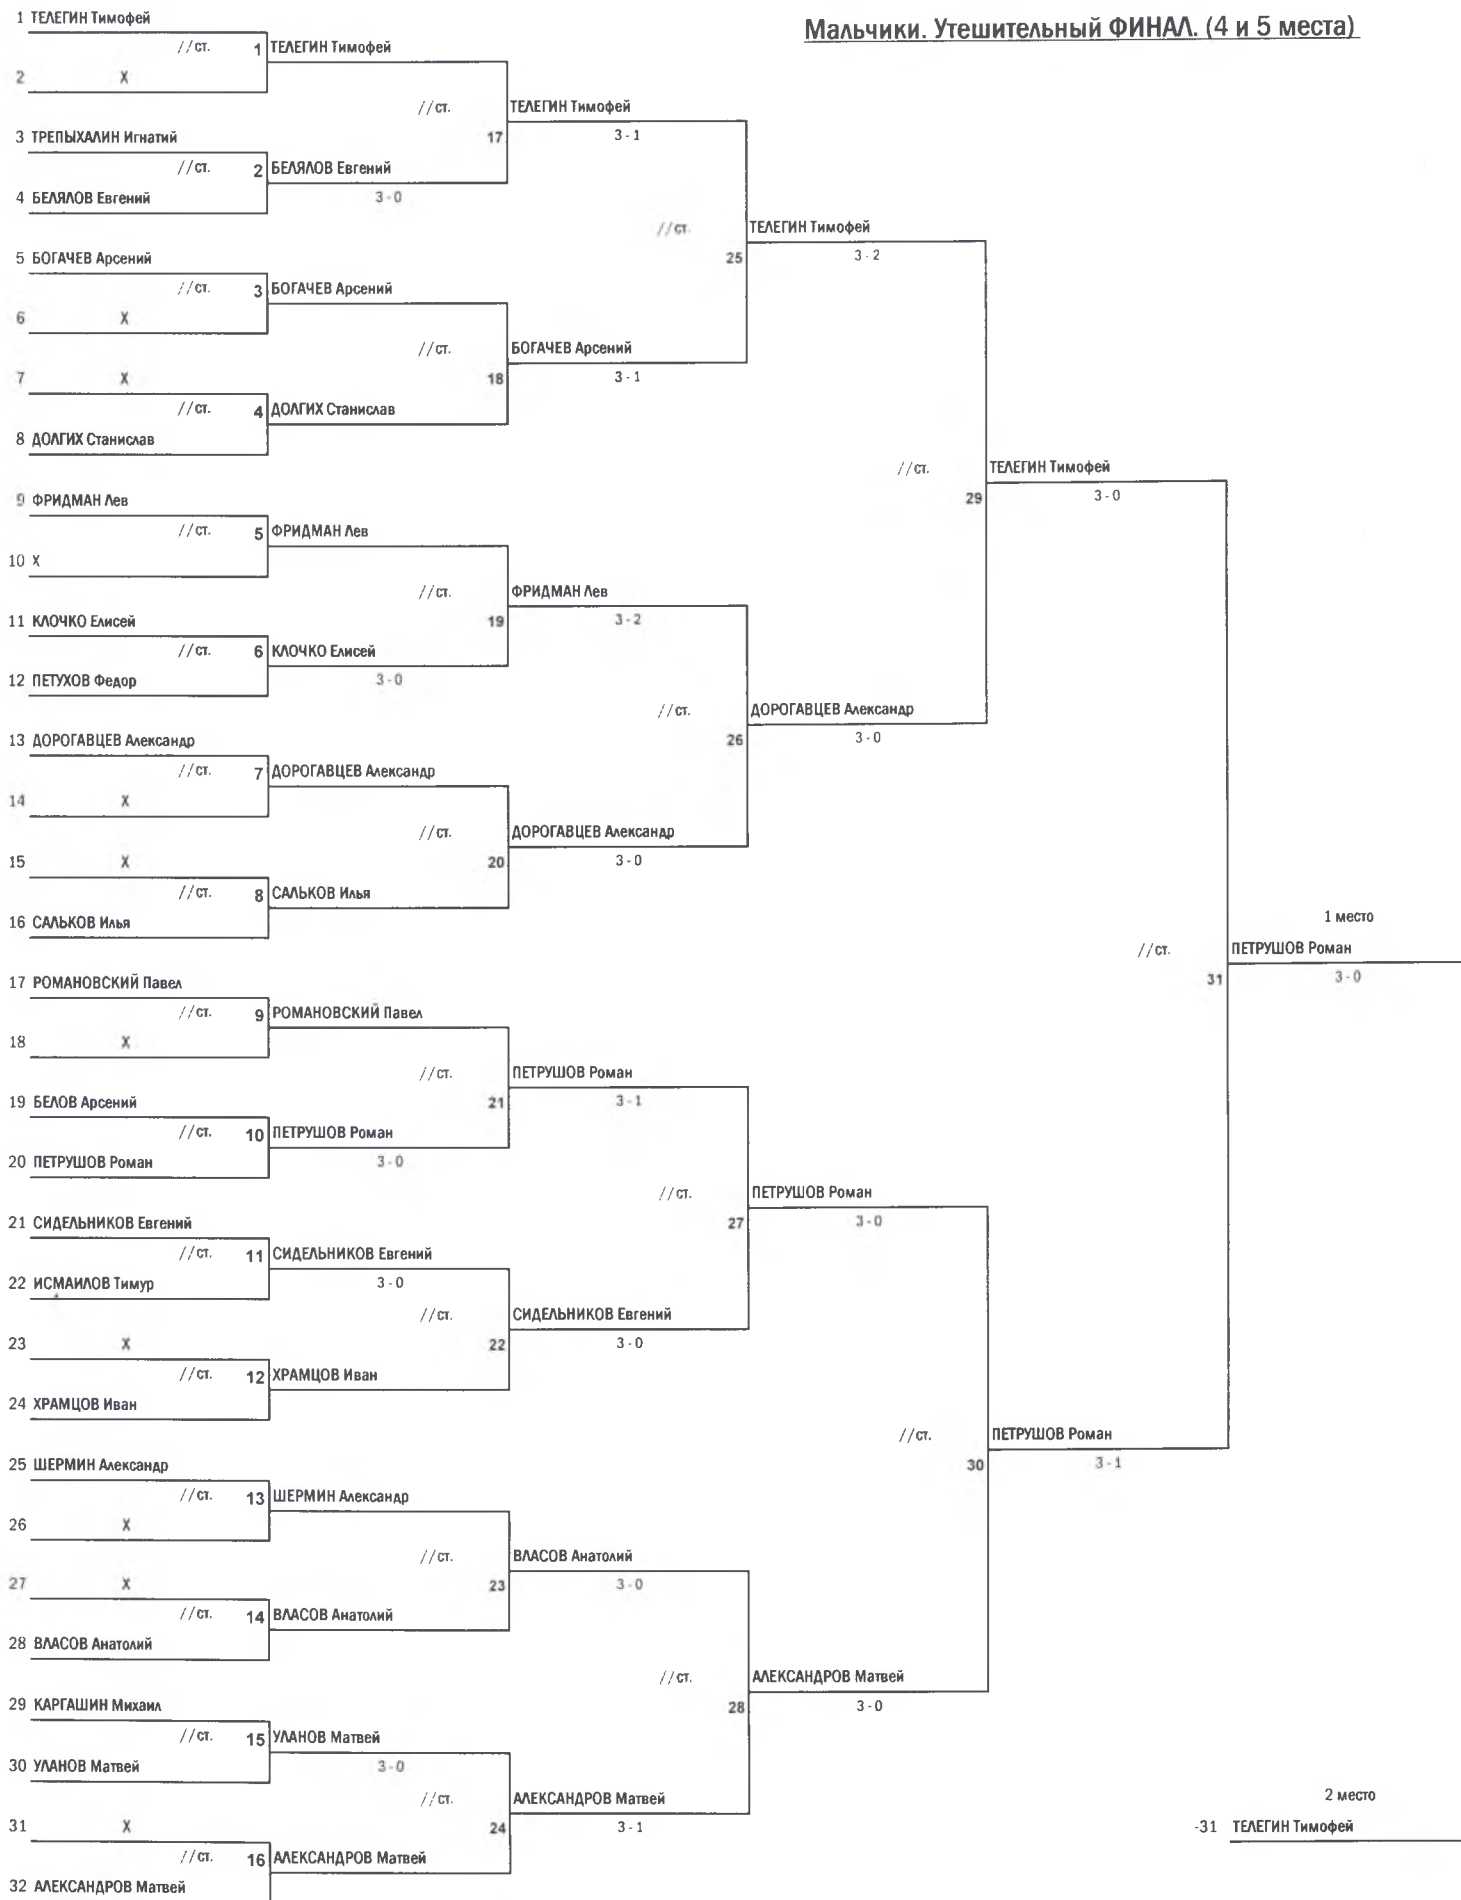 Мальчики. Утешительный ФИНАЛ. (4 и 5 места)
1 ТЕЛЕГИН Тимофей
//ст. 1 ТЕЛЕГИН Тимофей
2 X
//ст. ТЕЛЕГИН Тимофей
17 3 - 1
3 ТРЕПЫХАЛИН Игнатий
//ст. 2 БЕЛЯЛОВ Евгений
4 БЕЛЯЛОВ Евгений 3 - 0
//ст. ТЕЛЕГИН Тимофей
25 3 - 2
5 БОГАЧЕВ Арсений
//ст. 3 БОГАЧЕВ Арсений
6 X
//ст. БОГАЧЕВ Арсений
18 3 - 1
7 X
//ст. 4 ДОЛГИХ Станислав
8 ДОЛГИХ Станислав
//ст. ТЕЛЕГИН Тимофей
29 3 - 0
9 ФРИДМАН Лев
//ст. 5 ФРИДМАН Лев
10 X
//ст. ФРИДМАН Лев
19 3 - 2
11 КЛОЧКО Елисей
//ст. 6 КЛОЧКО Елисей
12 ПЕТУХОВ Федор 3 - 0
//ст. ДОРОГАВЦЕВ Александр
26 3 - 0
13 ДОРОГАВЦЕВ Александр
//ст. 7 ДОРОГАВЦЕВ Александр
14 X
//ст. ДОРОГАВЦЕВ Александр
20 3 - 0
15 X
//ст. 8 САЛЬКОВ Илья
16 САЛЬКОВ Илья
1 место
//ст. ПЕТРУШОВ Роман
31 3 - 0
17 РОМАНОВСКИЙ Павел
//ст. 9 РОМАНОВСКИЙ Павел
18 X
//ст. ПЕТРУШОВ Роман
21 3 - 1
19 БЕЛОВ Арсений
//ст. 10 ПЕТРУШОВ Роман
20 ПЕТРУШОВ Роман 3 - 0
//ст. ПЕТРУШОВ Роман
27 3 - 0
21 СИДЕЛЬНИКОВ Евгений
//ст. 11 СИДЕЛЬНИКОВ Евгений
22 ИСМАИЛОВ Тимур 3 - 0
//ст. СИДЕЛЬНИКОВ Евгений
22 3 - 0
23 X
//ст. 12 ХРАМЦОВ Иван
24 ХРАМЦОВ Иван
//ст. ПЕТРУШОВ Роман
30 3 - 1
25 ШЕРМИН Александр
//ст. 13 ШЕРМИН Александр
26 X
//ст. ВЛАСОВ Анатолий
23 3 - 0
27 X
//ст. 14 ВЛАСОВ Анатолий
28 ВЛАСОВ Анатолий
//ст. АЛЕКСАНДРОВ Матвей
28 3 - 0
29 КАРГАШИН Михаил
//ст. 15 УЛАНОВ Матвей
30 УЛАНОВ Матвей 3 - 0
//ст. АЛЕКСАНДРОВ Матвей
24 3 - 1
31 X
//ст. 16 АЛЕКСАНДРОВ Матвей
32 АЛЕКСАНДРОВ Матвей
2 место
-31 ТЕЛЕГИН Тимофей